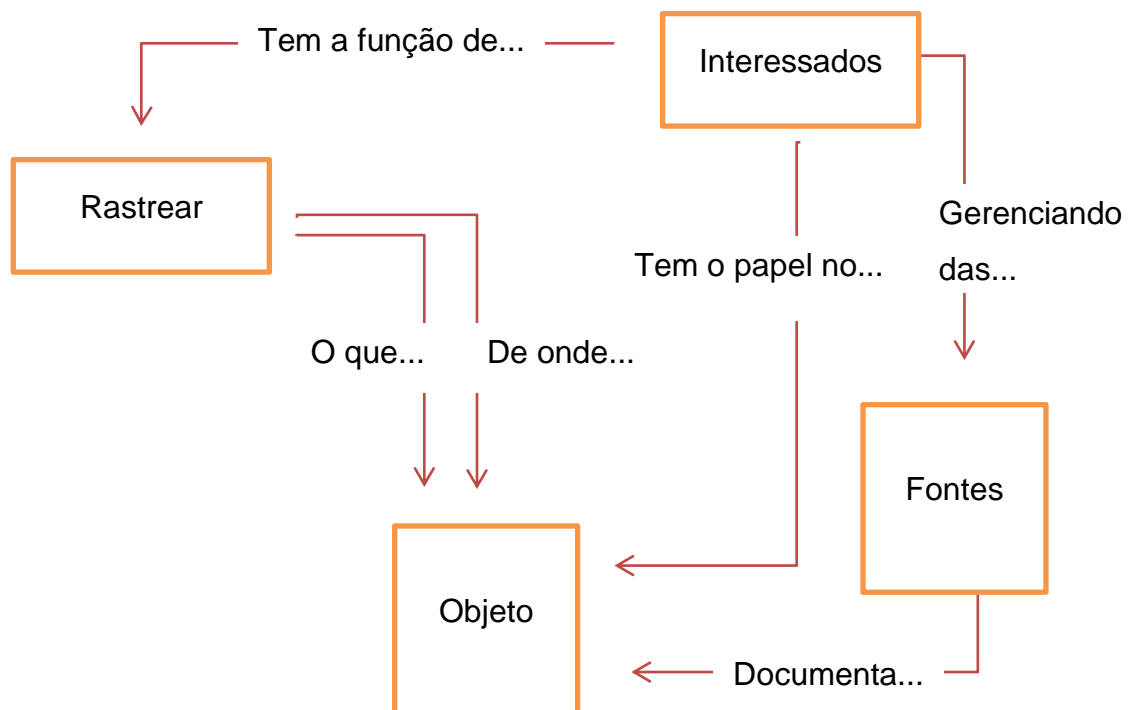 Tem a função de...
Interessados
Rastrear
Gerenciando
das...
Tem o papel no...
O que...
De onde...
Fontes
Objeto
Documenta...